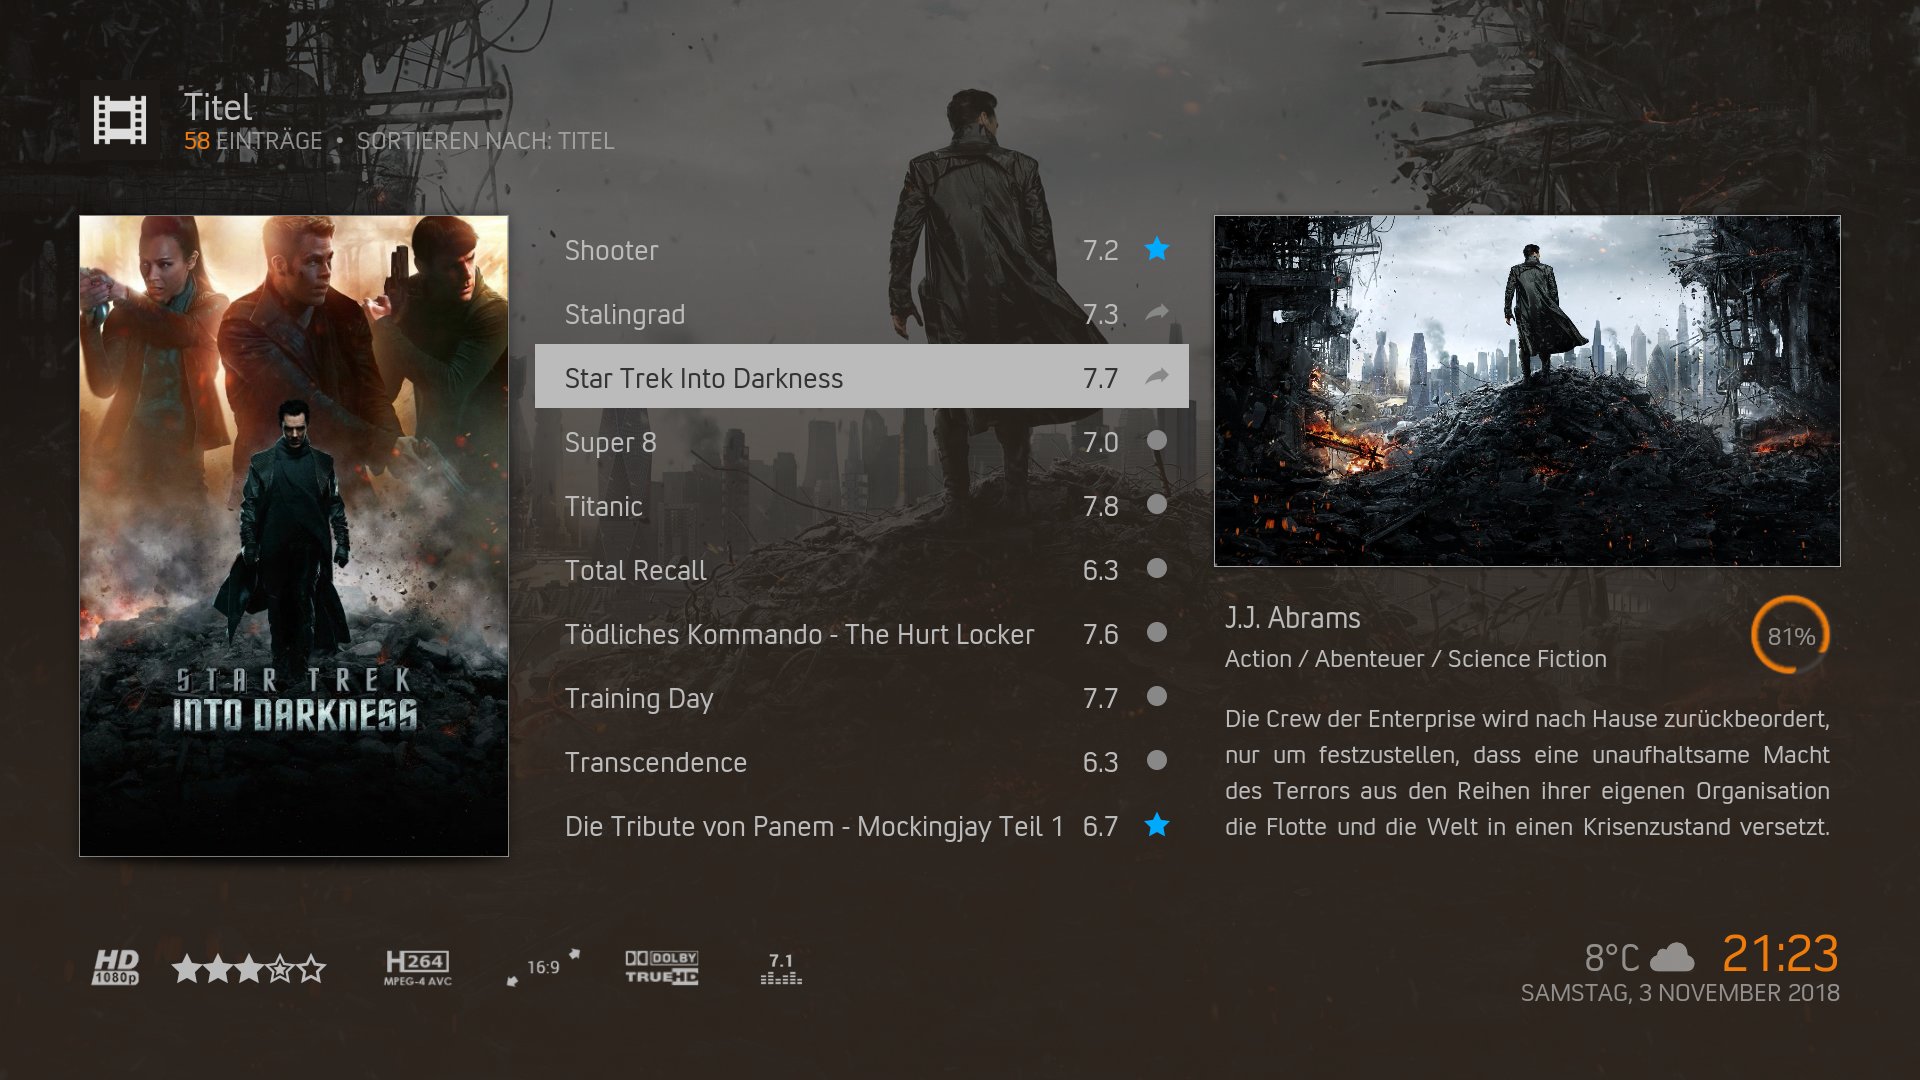 Titel
58 EINTRÄGE • SORTIEREN NACH: TITEL
STAR TREK
INTO DARKNESS
Shooter 7.2
Stalingrad 7.3
Star Trek Into Darkness 7.7
Super 8 7.0
Titanic 7.8
Total Recall 6.3
Tödliches Kommando - The Hurt Locker 7.6
Training Day 7.7
Transcendence 6.3
Die Tribute von Panem - Mockingjay Teil 1 6.7
J.J. Abrams
81%
Action / Abenteuer / Science Fiction
Die Crew der Enterprise wird nach Hause zurückbeordert,
nur um festzustellen, dass eine unaufhaltsame Macht
des Terrors aus den Reihen ihrer eigenen Organisation
die Flotte und die Welt in einen Krisenzustand versetzt.
HD
1080p
H264
MPEG-4 AVC
16:9
DOLBY
TRUEHD
7.1
8°C 21:23
SAMSTAG, 3 NOVEMBER 2018